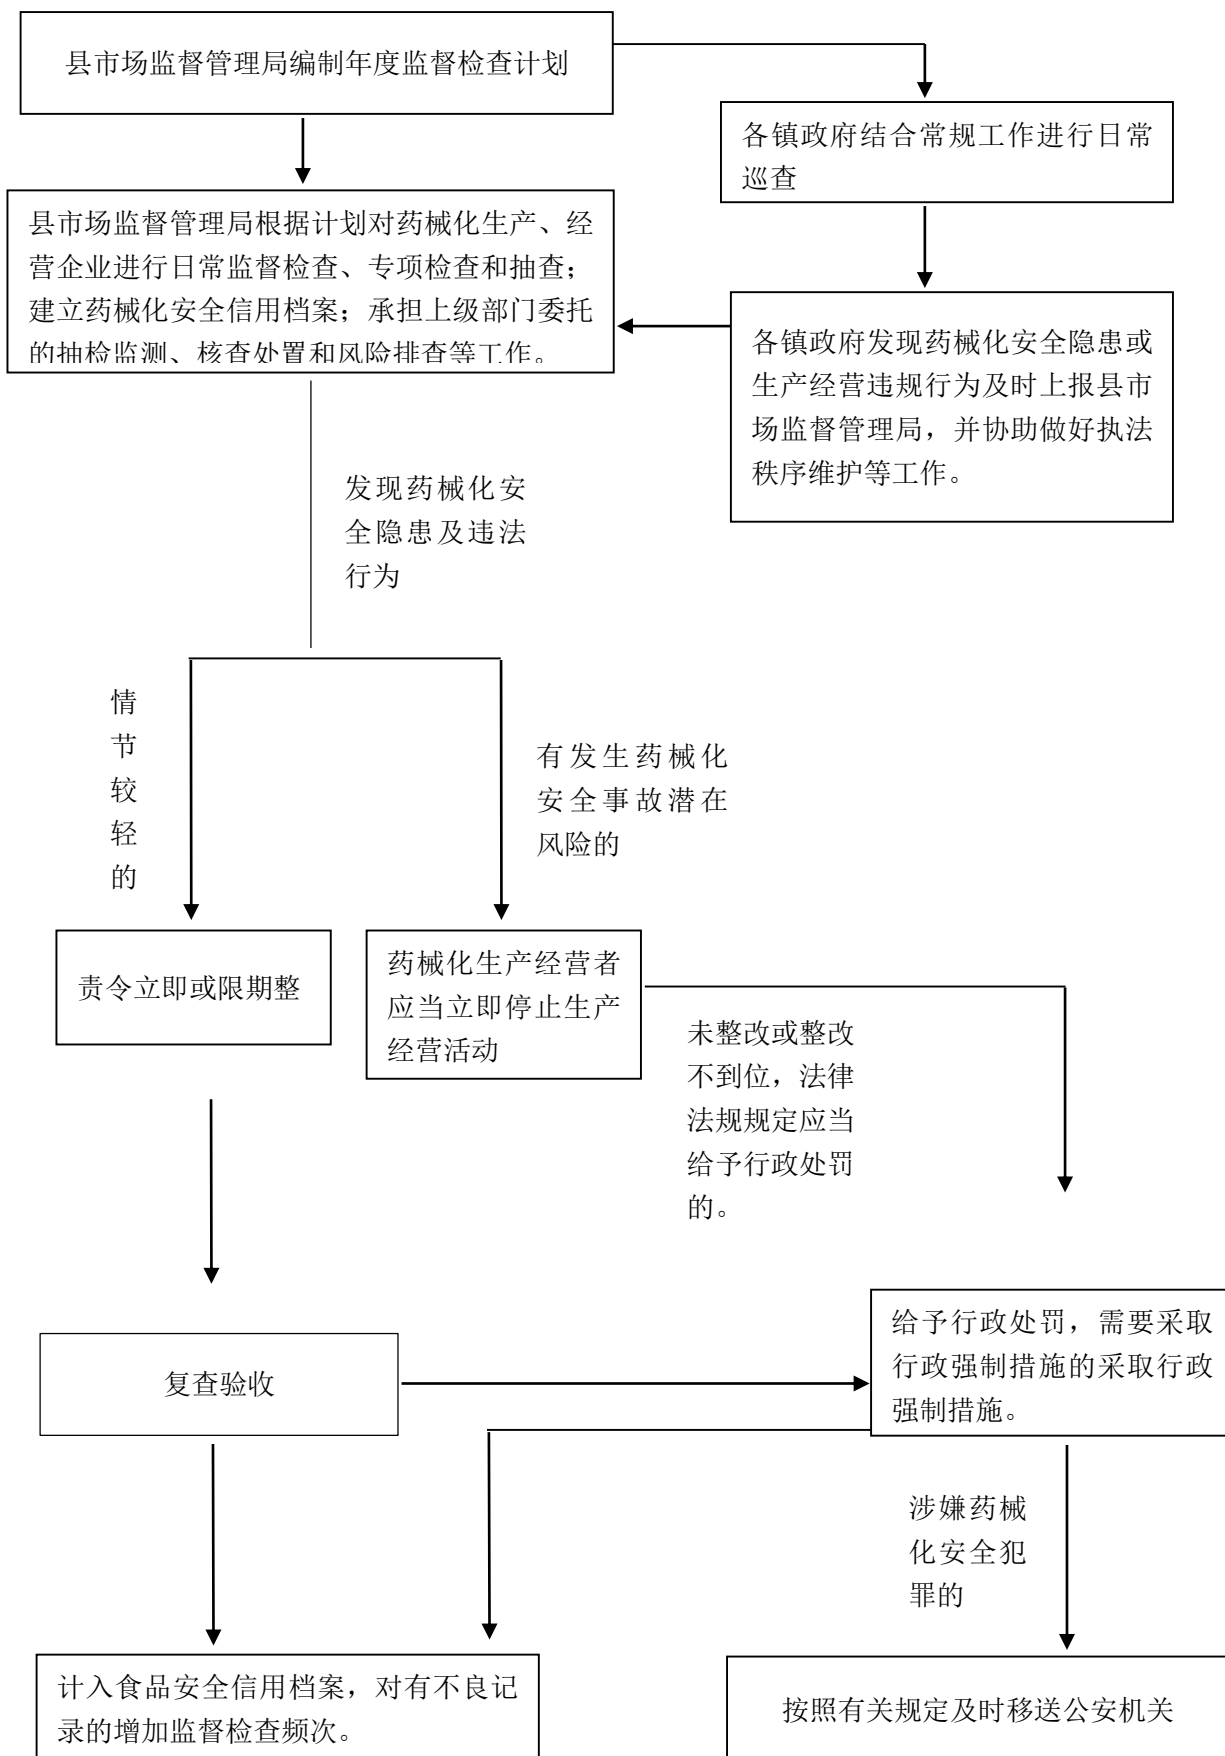 县市场监督管理局编制年度监督检查计划
各镇政府结合常规工作进行日常
巡查
县市场监督管理局根据计划对药械化生产、经
营企业进行日常监督检查、专项检查和抽查；
建立药械化安全信用档案；承担上级部门委托
的抽检监测、核查处置和风险排查等工作。
各镇政府发现药械化安全隐患或
生产经营违规行为及时上报县市
场监督管理局，并协助做好执法
秩序维护等工作。
发现药械化安
全隐患及违法
行为
情
节
较
轻
的
有发生药械化
安全事故潜在
风险的
责令立即或限期整
药械化生产经营者
应当立即停止生产
经营活动
未整改或整改
不到位，法律
法规规定应当
给予行政处罚
的。
复查验收
给予行政处罚，需要采取
行政强制措施的采取行政
强制措施。
涉嫌药械
化安全犯
罪的
计入食品安全信用档案，对有不良记
录的增加监督检查频次。
按照有关规定及时移送公安机关